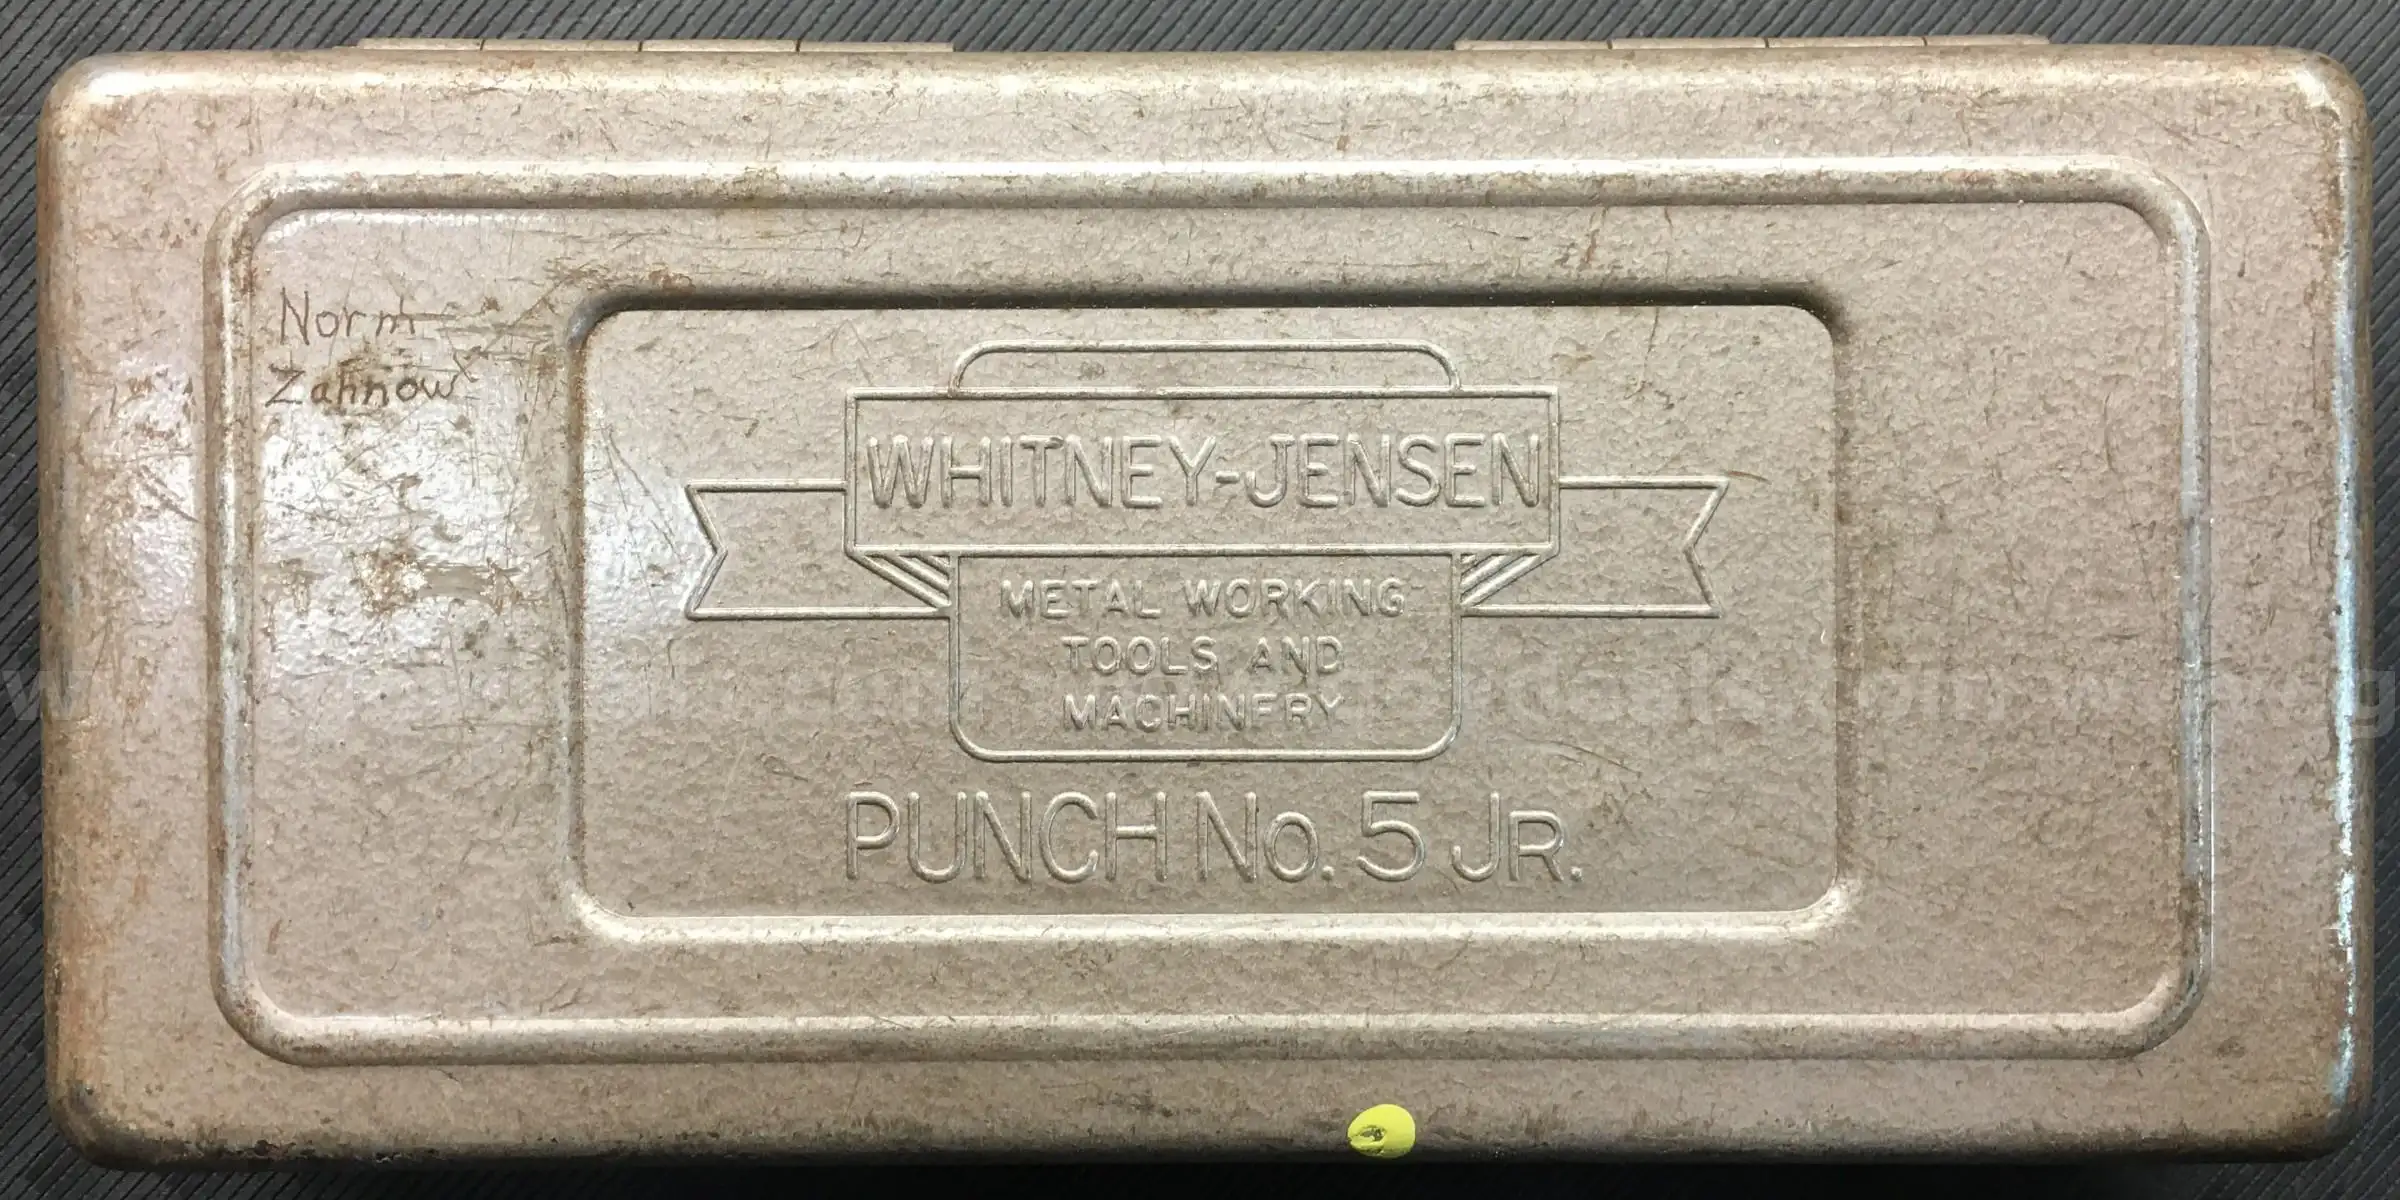 Norm
Zahnow
WHITNEY-JENSEN
METAL WORKING
TOOLS AND
MACHINERY
PUNCH No. 5 JR.